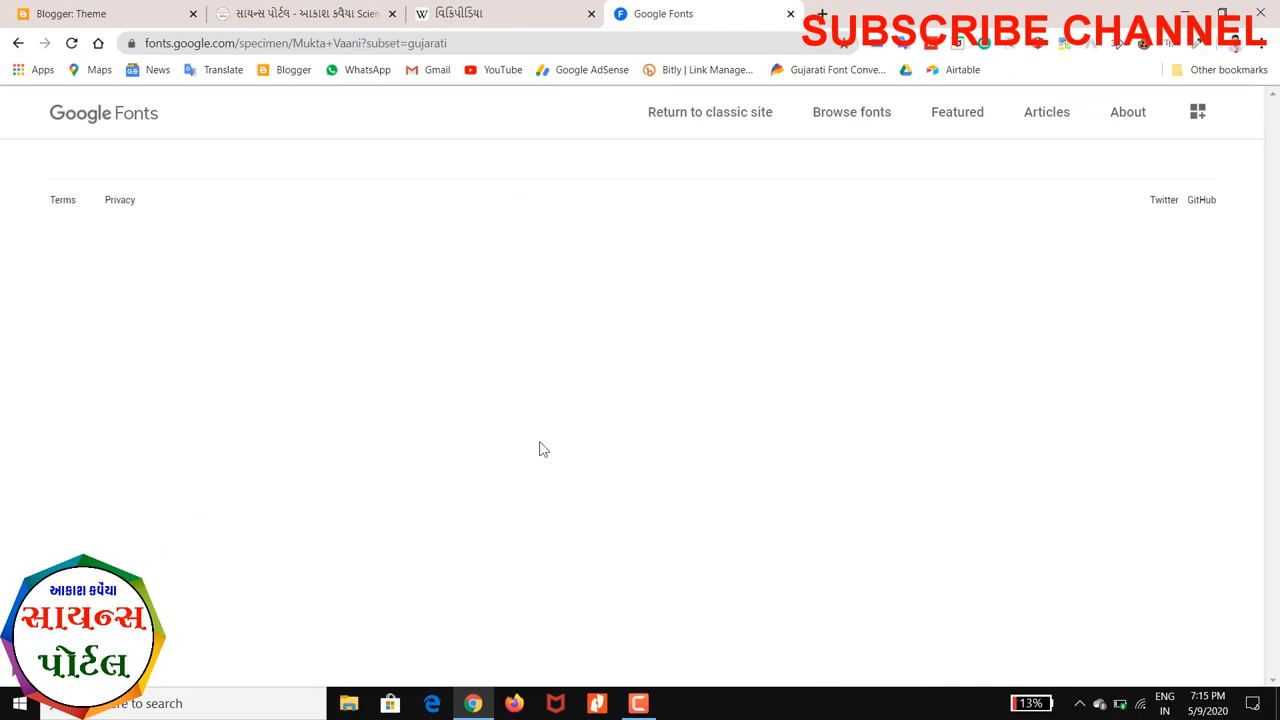 Blogger: Theme
સાયન્સ પોર્ટલ - આકાશ કવૈયા Scien
વિકિપીડિયા
Google Fonts
SUBSCRIBE CHANNEL
fonts.google.com/specimen/Mukta+Vaani?subset=gujarati
Apps
Maps
News
Translate
Blogger
WhatsApp
Gmail
YouTube
Google AdSense
Bitly | Link Manage...
Gujarati Font Conve...
Airtable
Other bookmarks
Google Fonts
Return to classic site
Browse fonts
Featured
Articles
About
Terms
Privacy
Twitter
GitHub
આકાશ કવૈયા
સાયન્સ
પોર્ટલ
re to search
13%
ENG
IN
7:15 PM
5/9/2020